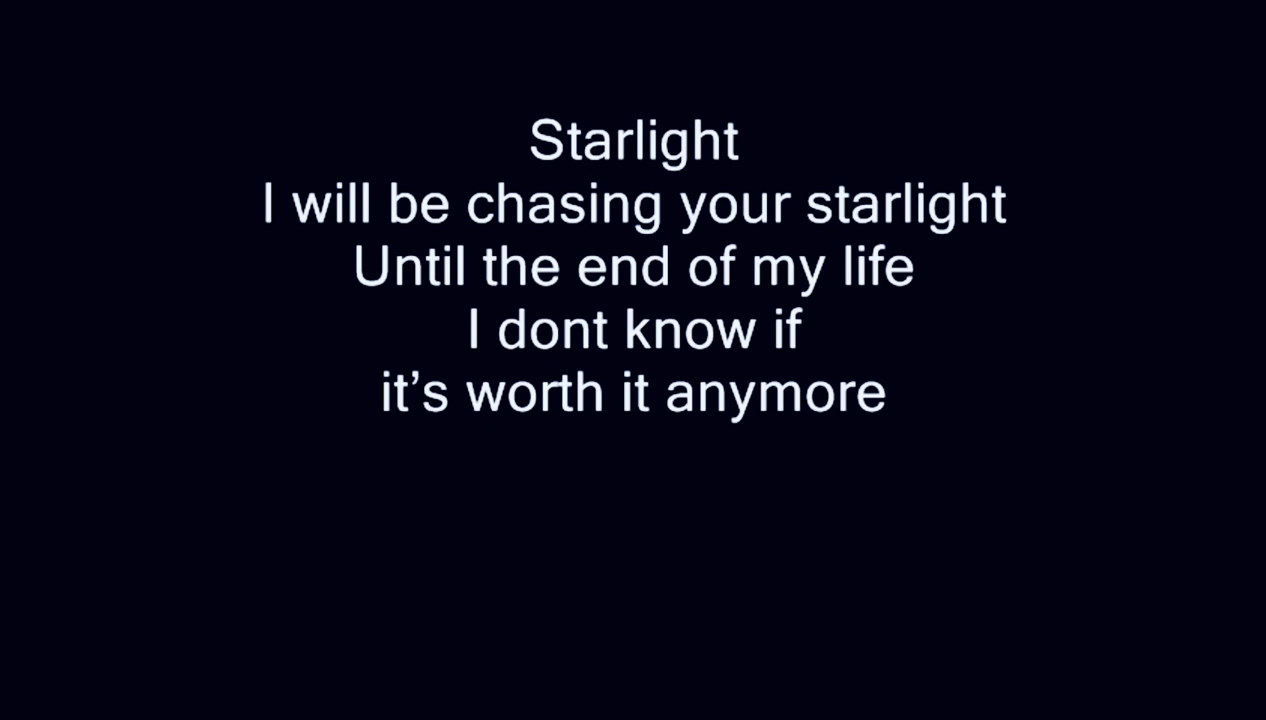 Starlight
I will be chasing your starlight
Until the end of my life
I dont know if
it’s worth it anymore